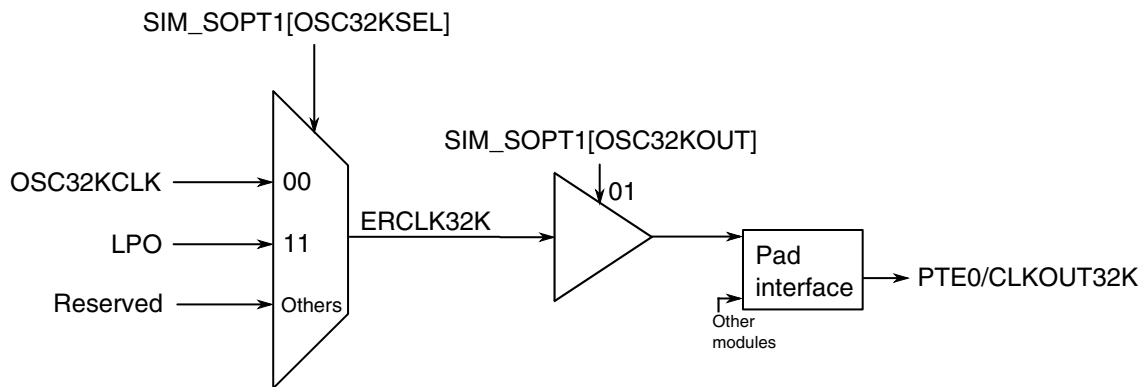 SIM_SOPT1[OSC32KSEL]
SIM_SOPT1[OSC32KOUT]
OSC32KCLK
00
01
ERCLK32K
LPO
11
Pad
interface
PTE0/CLKOUT32K
Reserved
Others
Other
modules